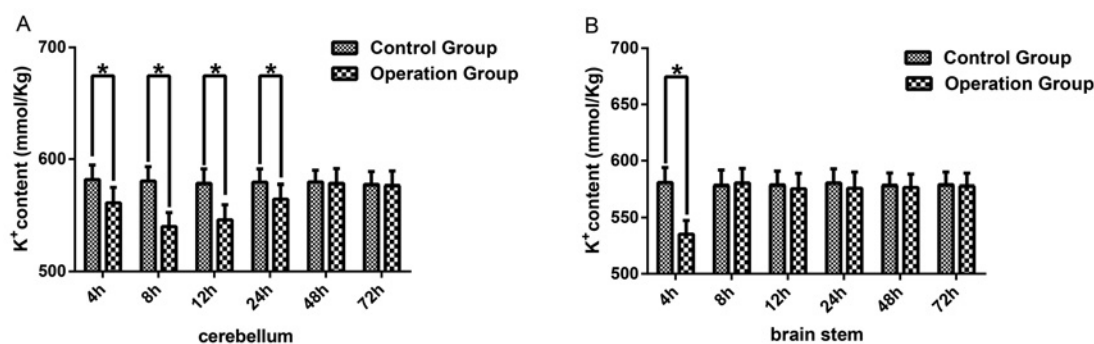 A
K+content (mmol/Kg)
700
600
500
* * * *
Control Group
Operation Group
4h 8h 12h 24h 48h 72h
cerebellum
B
K+content (mmol/Kg)
700
650
600
550
500
*
Control Group
Operation Group
4h 8h 12h 24h 48h 72h
brain stem